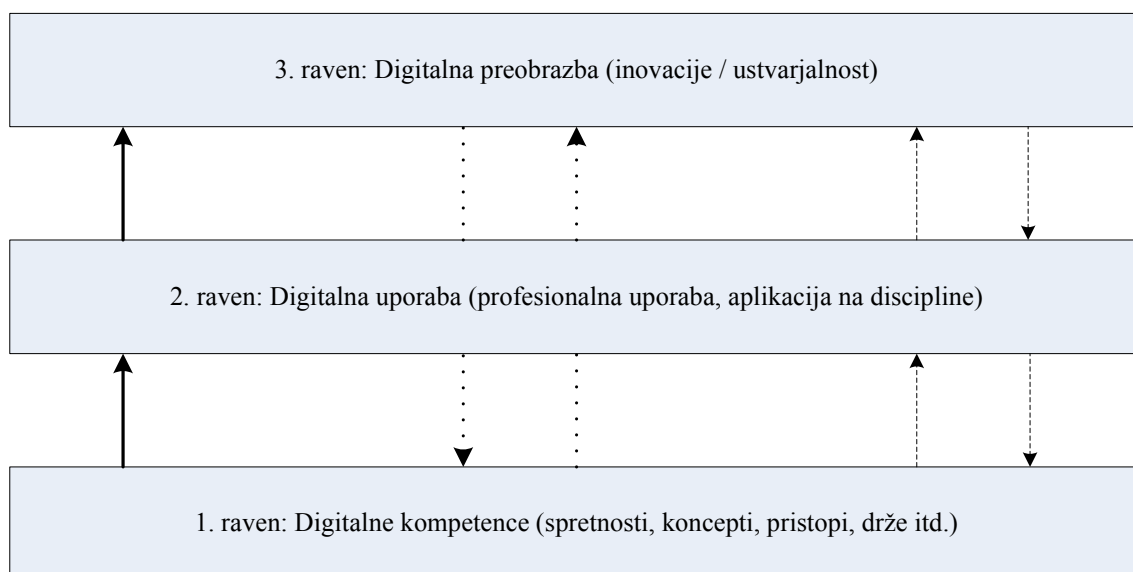 3. raven: Digitalna preobrazba (inovacije / ustvarjalnost)
2. raven: Digitalna uporaba (profesionalna uporaba, aplikacija na discipline)
1. raven: Digitalne kompetence (spretnosti, koncepti, pristopi, drže itd.)